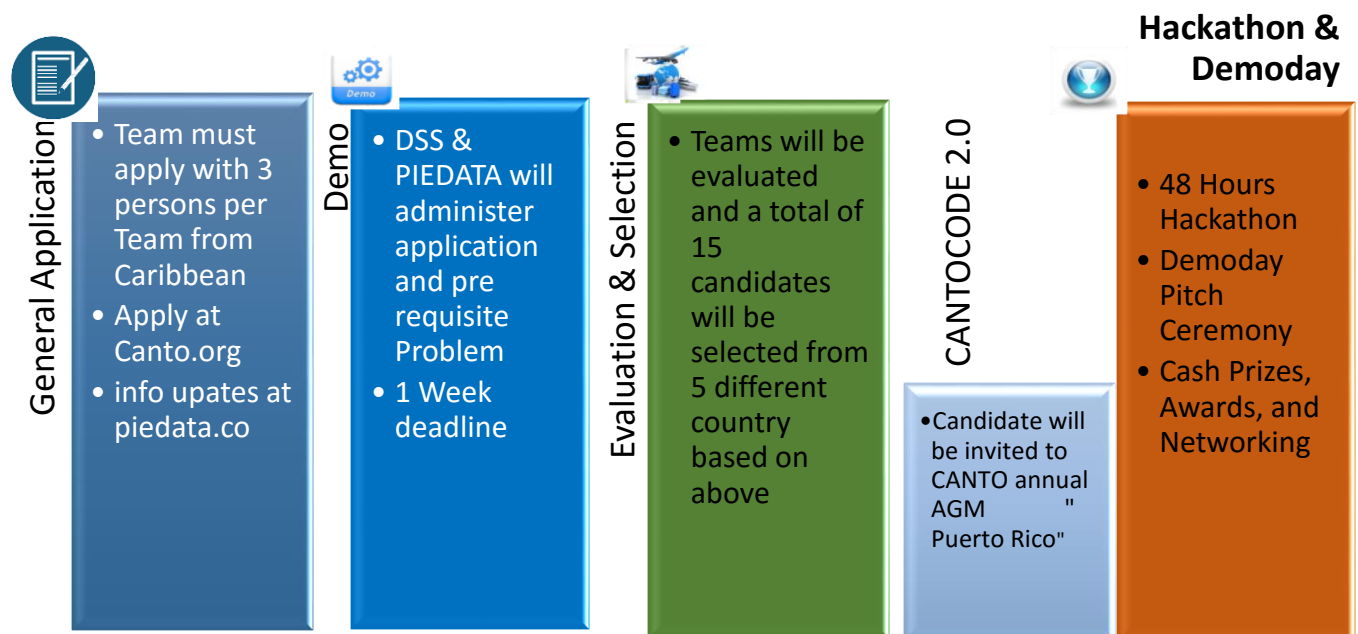 General Application
• Team must
apply with 3
persons per
Team from
Caribbean
• Apply at
Canto.org
• info upates at
piedata.co
Demo
Demo
• DSS &
PIEDATA will
administer
application
and pre
requisite
Problem
• 1 Week
deadline
Evaluation & Selection
• Teams will be
evaluated
and a total of
15
candidates
will be
selected from
5 different
country
based on
above
CANTOCODE 2.0
•Candidate will
be invited to
CANTO annual
AGM "
Puerto Rico"
Hackathon &
Demoday
• 48 Hours
Hackathon
• Demoday
Pitch
Ceremony
• Cash Prizes,
Awards, and
Networking